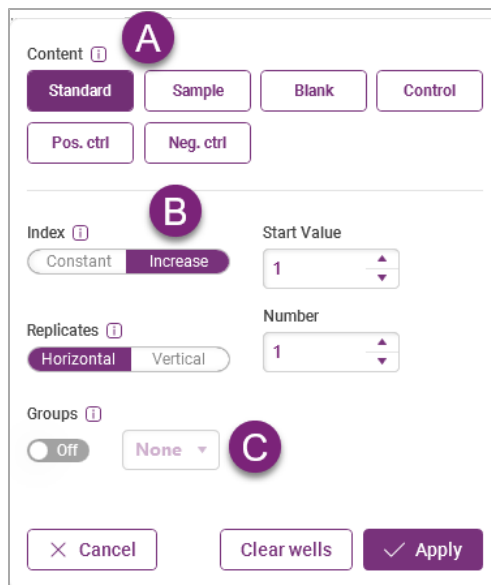 A
Content i
Standard Sample Blank Control
Pos. ctrl Neg. ctrl
B
Index i Start Value
Constant Increase 1
Number
Replicates i
Horizontal Vertical 1
Groups i
Off None C
Cancel Clear wells Apply